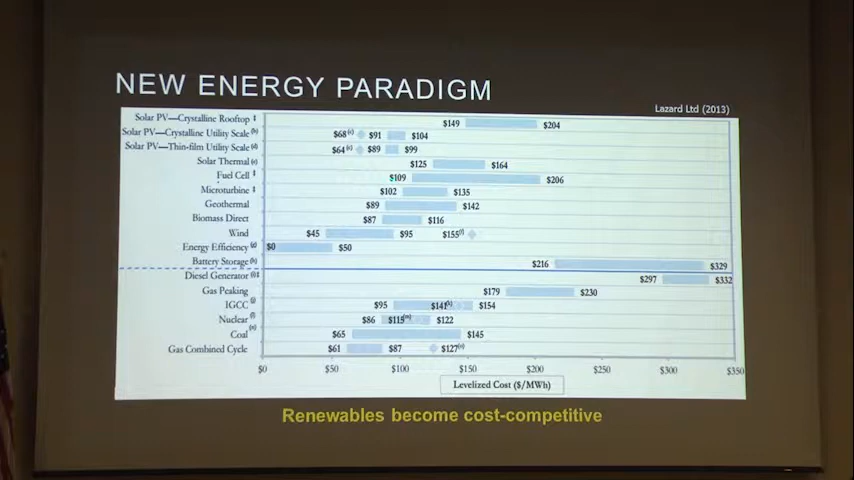 NEW ENERGY PARADIGM
Lazard Ltd (2013)
Solar PV—Crystalline Rooftop ‡ $149 $204
Solar PV—Crystalline Utility Scale (b) $68(c) $91 $104
Solar PV—Thin-film Utility Scale (d) $64(e) $89 $99
Solar Thermal $125 $164
Fuel Cell ‡ $109 $206
Microturbine ‡ $102 $135
Geothermal $89 $142
Biomass Direct $87 $116
Wind $45 $95 $155
Energy Efficiency $0 $50
Battery Storage $216 $329
Diesel Generator $297 $332
Gas Peaking $179 $230
IGCC $95 $141 $154
Nuclear $86 $115 $122
Coal $65 $145
Gas Combined Cycle $61 $87 $127
$0 $50 $100 $150 $200 $250 $300 $350
Levelized Cost ($/MWh)
Renewables become cost-competitive